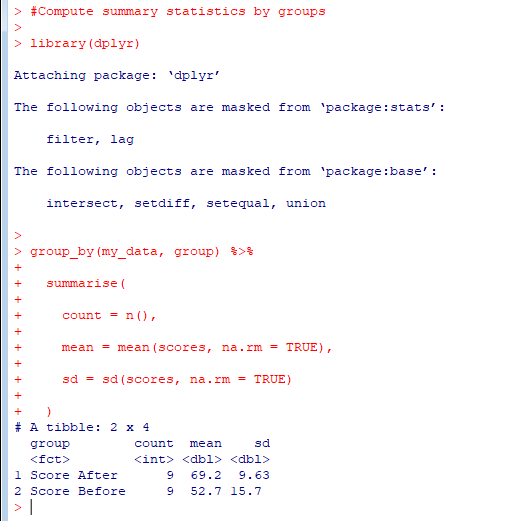 > #Compute summary statistics by groups
>
> library(dplyr)
Attaching package: ‘dplyr’
The following objects are masked from ‘package:stats’:
    filter, lag
The following objects are masked from ‘package:base’:
    intersect, setdiff, setequal, union
>
> group_by(my_data, group) %>%
+
+   summarise(
+
+     count = n(),
+
+     mean = mean(scores, na.rm = TRUE),
+
+     sd = sd(scores, na.rm = TRUE)
+
+   )
# A tibble: 2 x 4
  group        count  mean    sd
  <fct>        <int> <dbl> <dbl>
1 Score After      9  69.2  9.63
2 Score Before     9  52.7 15.7
>